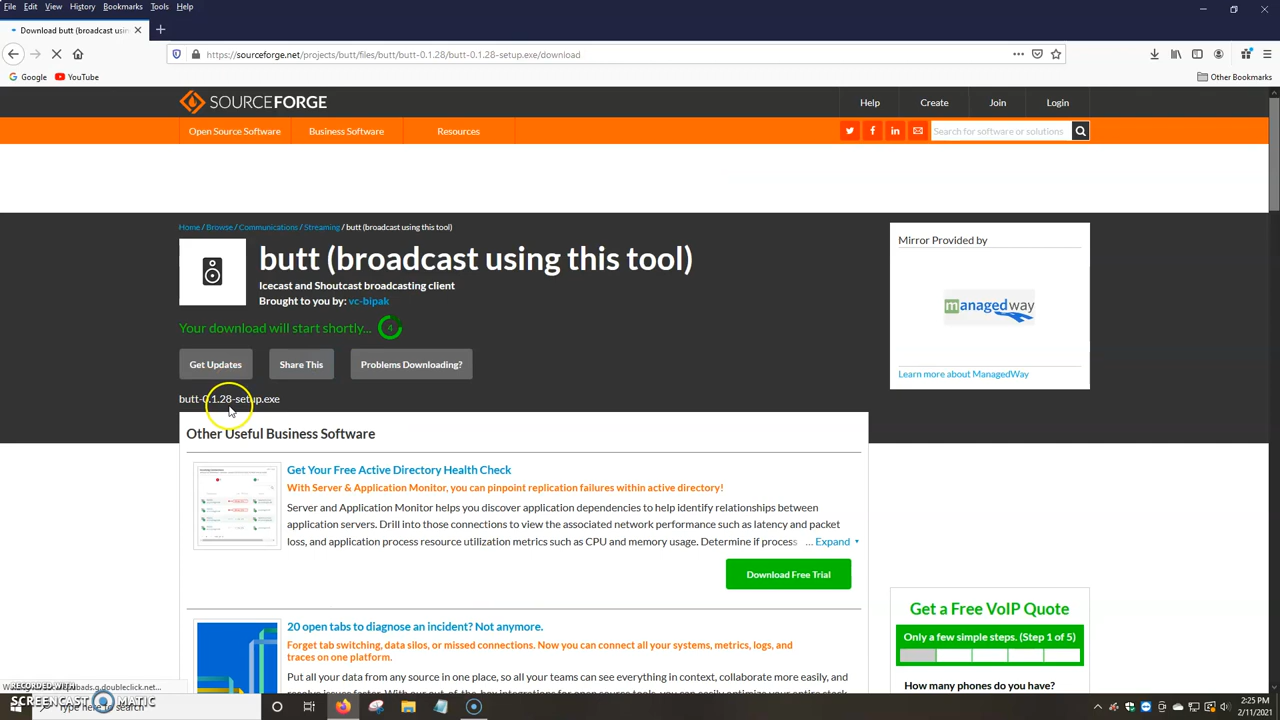 File Edit View History Bookmarks Tools Help
Download butt (broadcast usin
https://sourceforge.net/projects/butt/files/butt/butt-0.1.28/butt-0.1.28-setup.exe/download
Google YouTube Other Bookmarks
SOURCEFORGE Help Create Join Login
Open Source Software Business Software Resources Search for software or solutions
Home / Browse / Communications / Streaming / butt (broadcast using this tool)
butt (broadcast using this tool)
Icecast and Shoutcast broadcasting client
Brought to you by: vc-bipak
Your download will start shortly... 4
Get Updates Share This Problems Downloading?
butt-0.1.28-setup.exe
Mirror Provided by
managedway
Learn more about ManagedWay
Other Useful Business Software
Get Your Free Active Directory Health Check
With Server & Application Monitor, you can pinpoint replication failures within active directory!
Server and Application Monitor helps you discover application dependencies to help identify relationships between
application servers. Drill into those connections to view the associated network performance such as latency and packet
loss, and application process resource utilization metrics such as CPU and memory usage. Determine if process ... Expand
Download Free Trial
20 open tabs to diagnose an incident? Not anymore.
Forget tab switching, data silos, or missed connections. Now you can connect all your systems, metrics, logs, and
traces on one platform.
Put all your data from any source in one place, so all your teams can see everything in context, collaborate more easily, and
Get a Free VoIP Quote
Only a few simple steps. (Step 1 of 5)
How many phones do you have?
RECORDED WITH
SCREENCAST MATIC
2:25 PM
2/11/2021